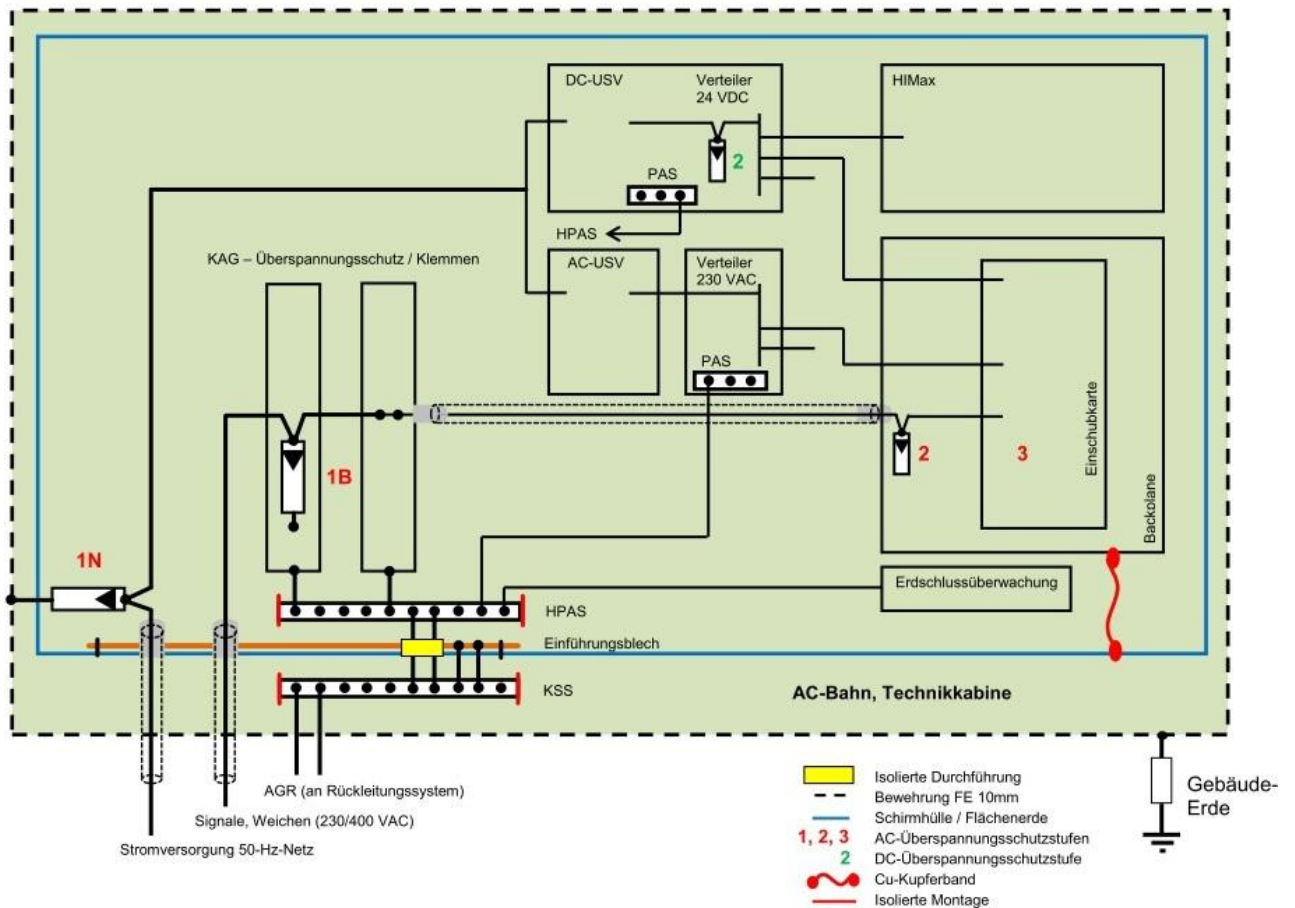 DC-USV
Verteiler
24 VDC
HIMax
2
PAS
HPAS
KAG – Überspannungsschutz / Klemmen
AC-USV
Verteiler
230 VAC
PAS
Einschubkarte
Backolane
1B
2
3
1N
Erdschlussüberwachung
HPAS
Einführungsblech
KSS
AC-Bahn, Technikkabine
AGR (an Rückleitungssystem)
Signale, Weichen (230/400 VAC)
Stromversorgung 50-Hz-Netz
Isolierte Durchführung
Bewehrung FE 10mm
Schirmhülle / Flächenerde
1, 2, 3 AC-Überspannungsschutzstufen
2 DC-Überspannungsschutzstufe
Cu-Kupferband
Isolierte Montage
Gebäude-
Erde